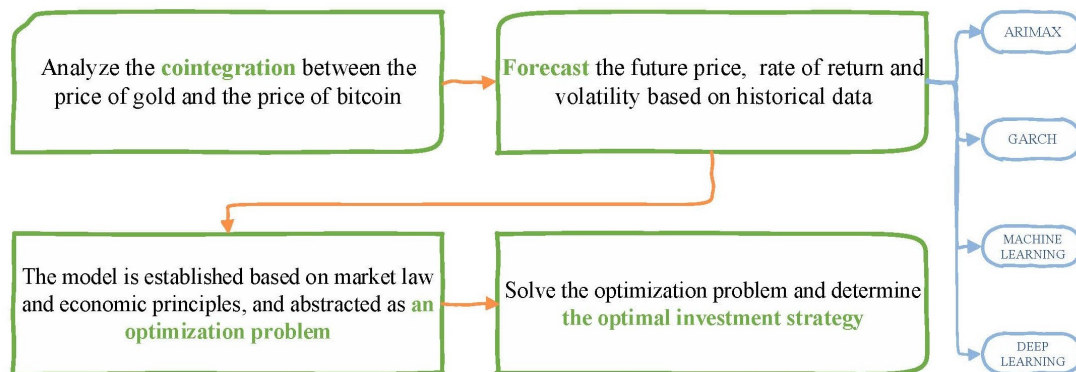 Analyze the cointegration between the
price of gold and the price of bitcoin
Forecast the future price, rate of return and
volatility based on historical data
ARIMAX
GARCH
MACHINE
LEARNING
DEEP
LEARNING
The model is established based on market law
and economic principles, and abstracted as an
optimization problem
Solve the optimization problem and determine
the optimal investment strategy